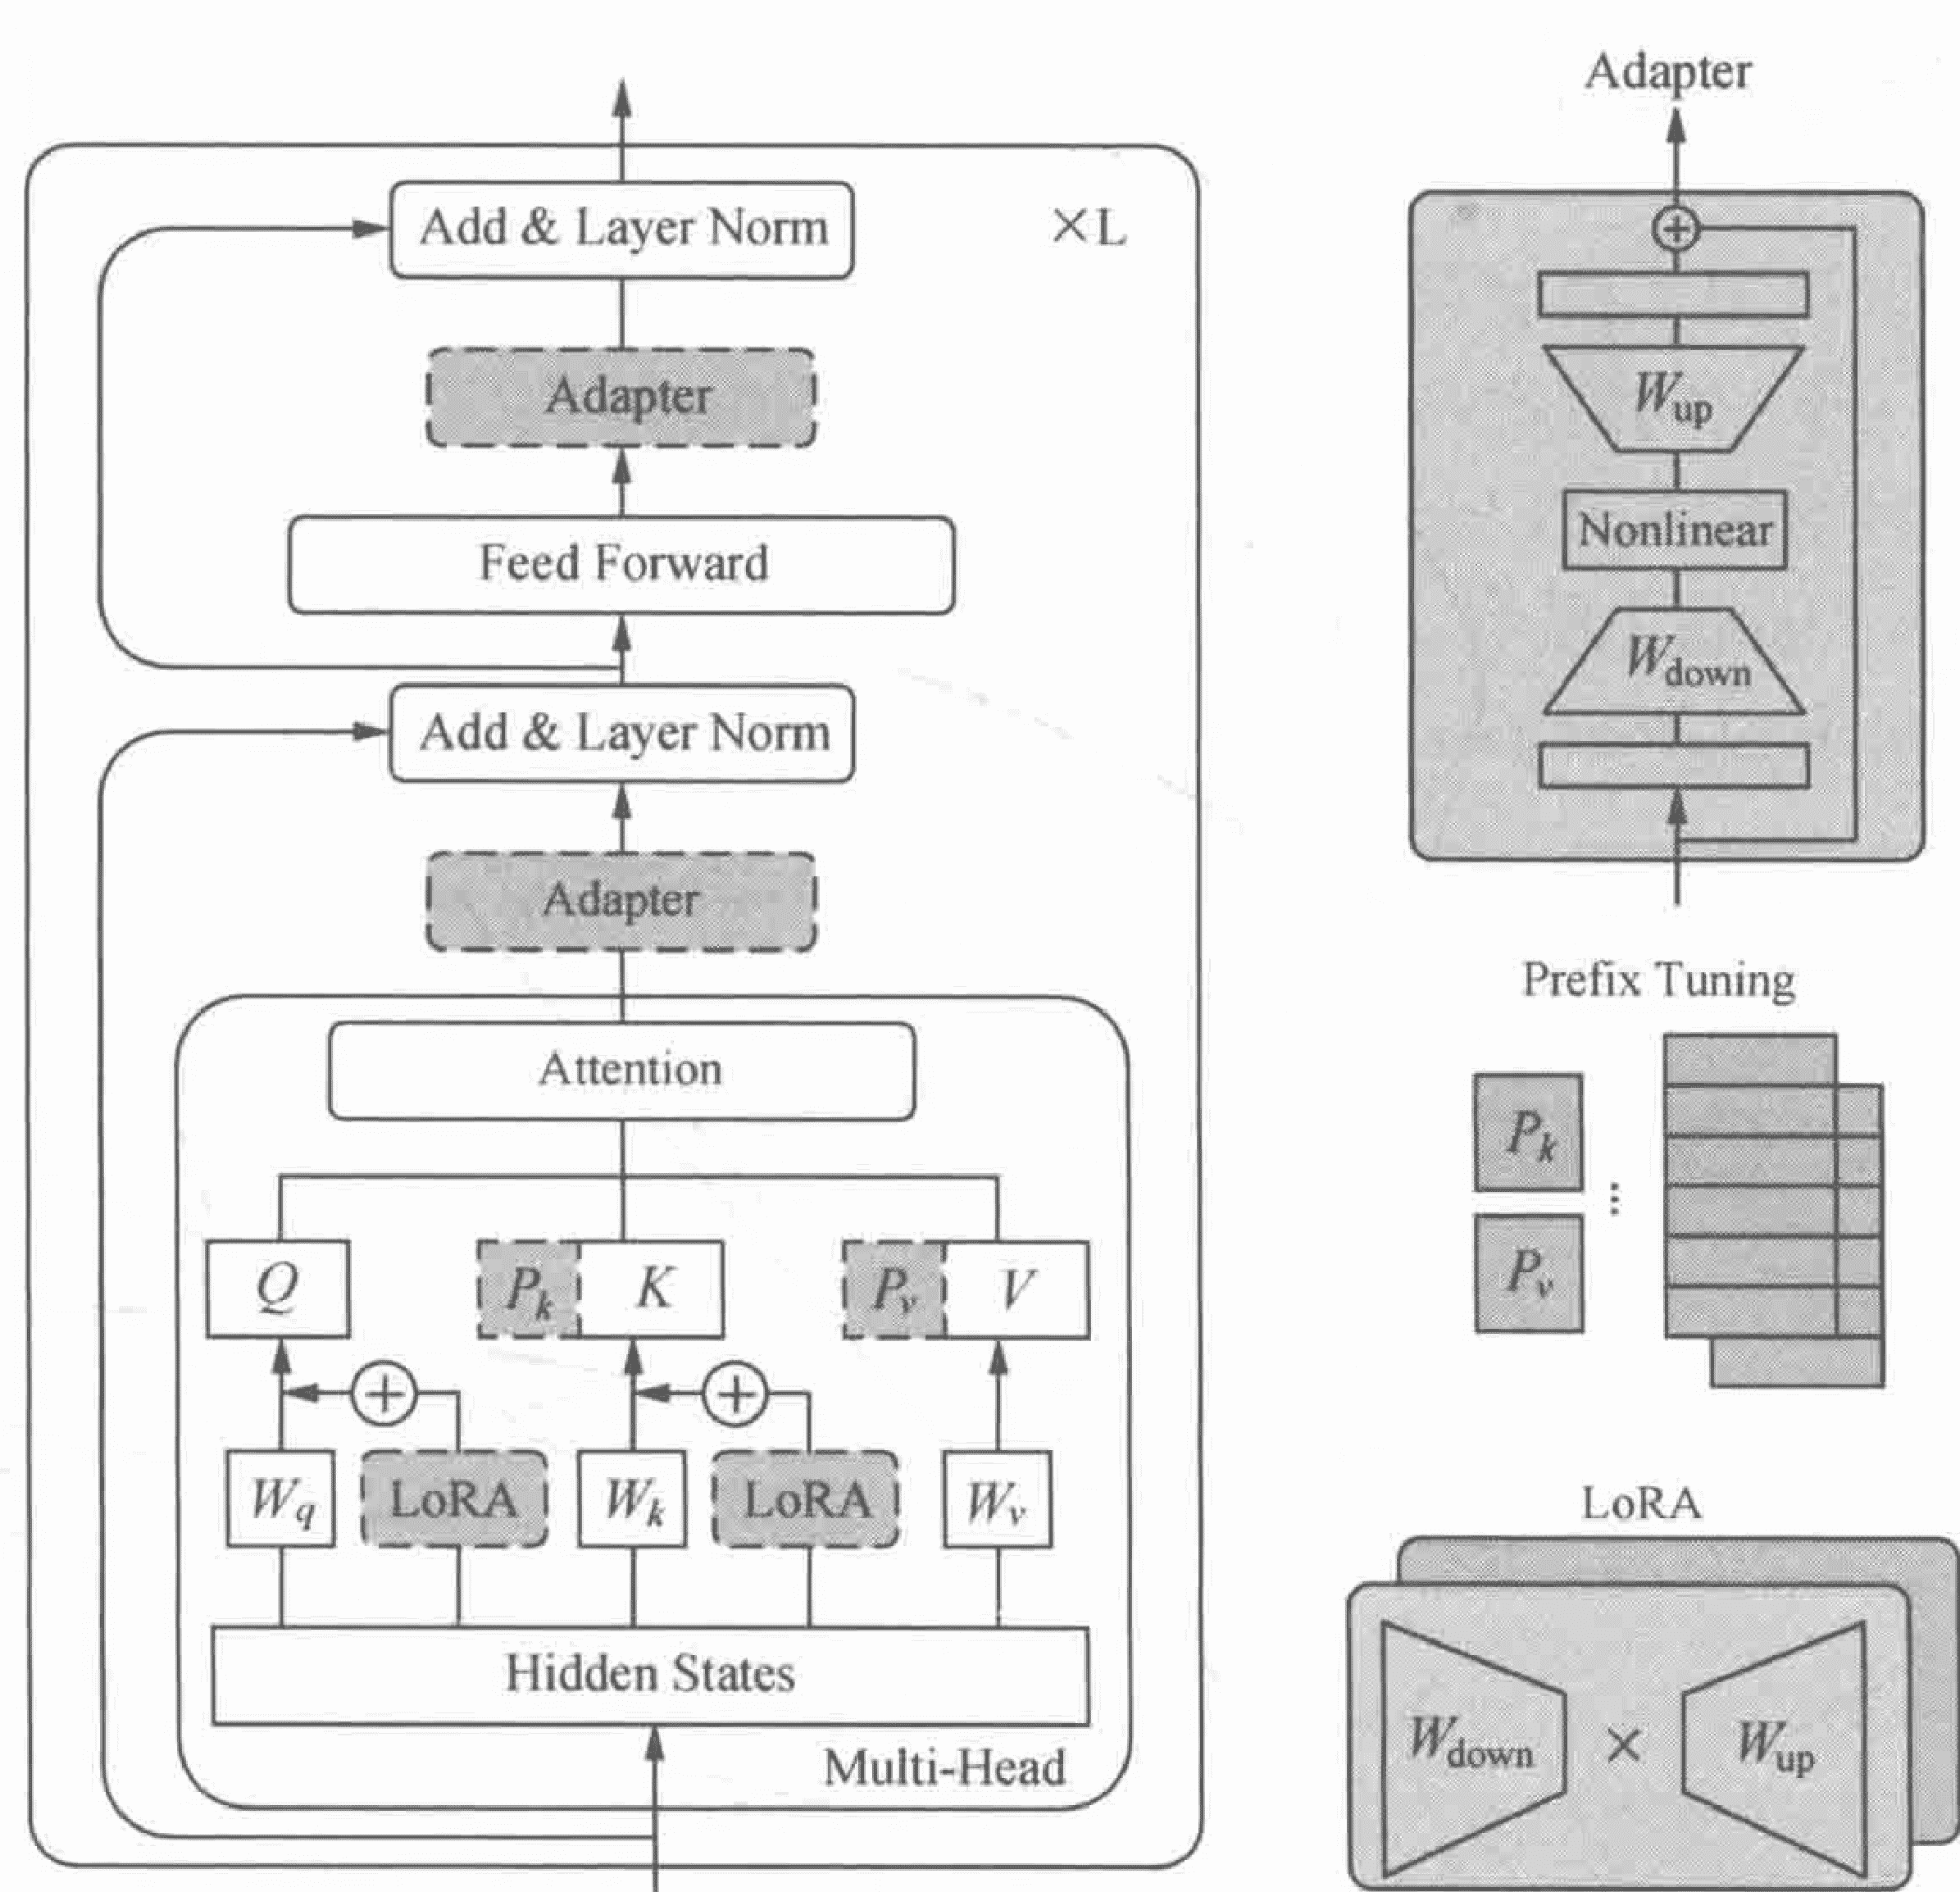 Add & Layer Norm
×L
Adapter
Feed Forward
Add & Layer Norm
Adapter
Attention
Q
P_k
K
P_v
V
W_q
LoRA
W_k
LoRA
W_v
Hidden States
Multi-Head
Adapter
W_up
Nonlinear
W_down
Prefix Tuning
P_k
P_v
LoRA
W_down × W_up